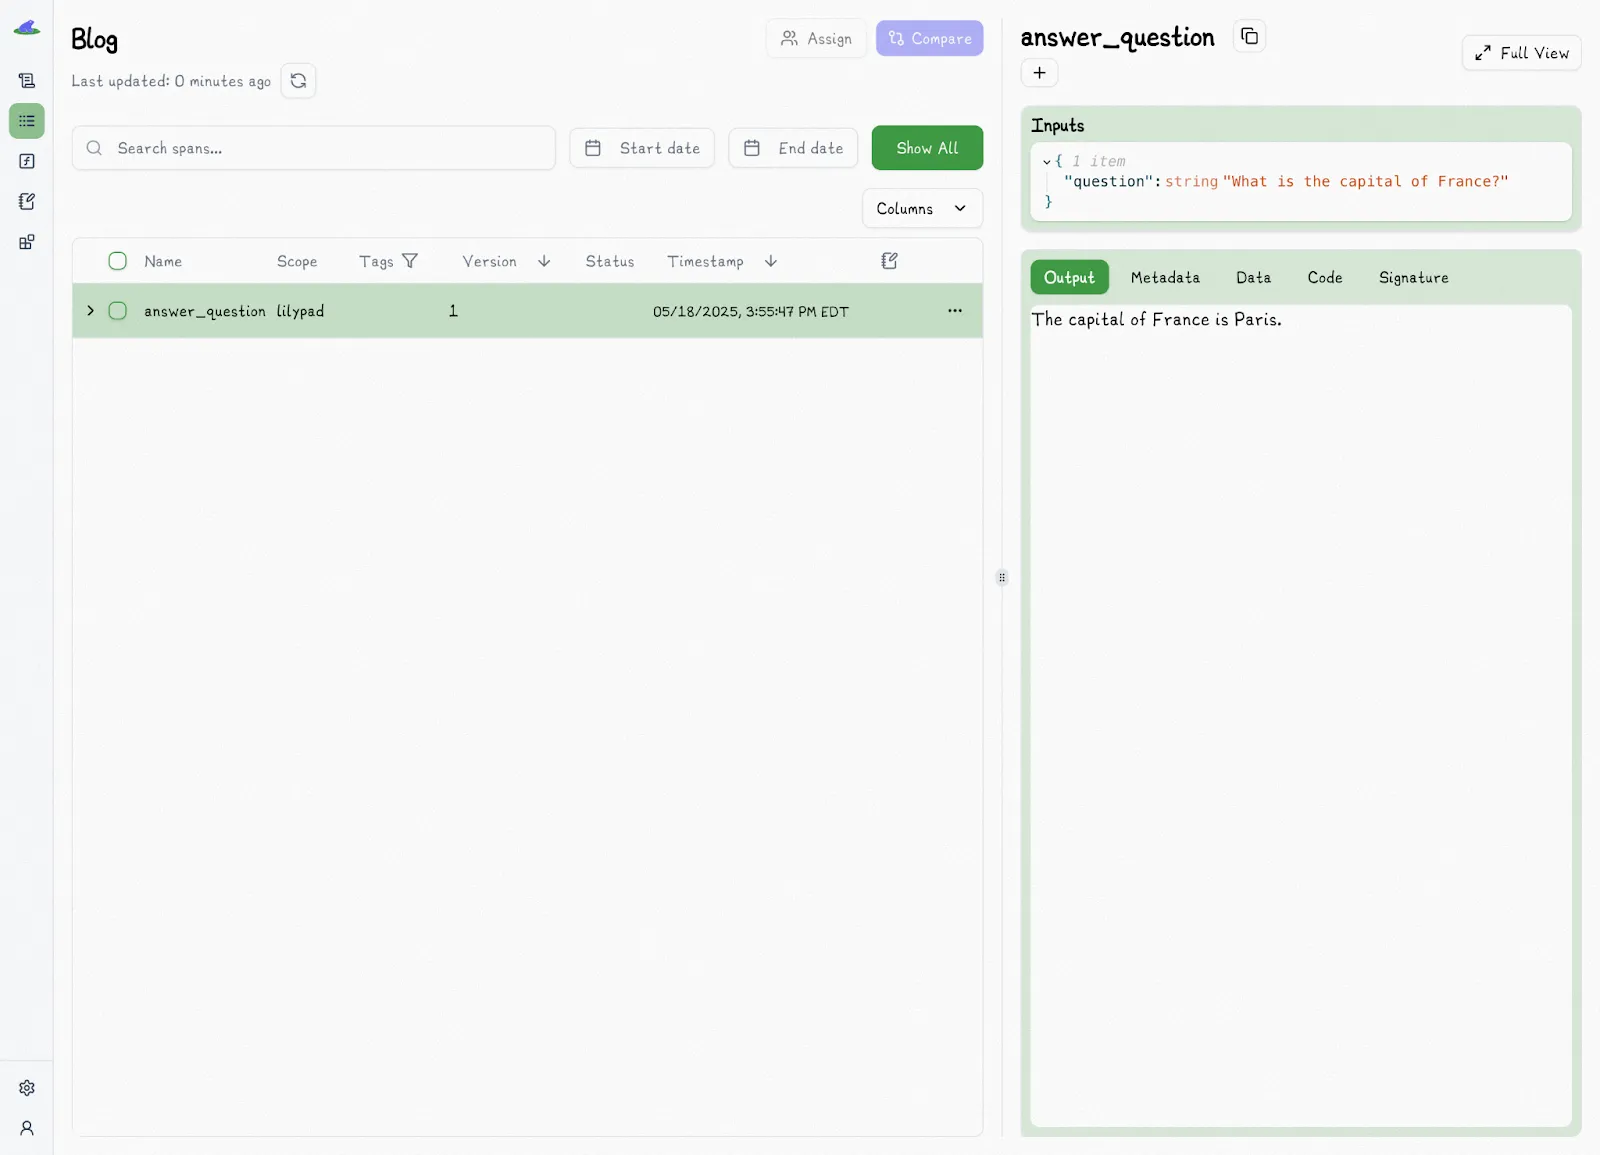 Blog
Assign
Compare
Last updated: 0 minutes ago
Search spans...
Start date
End date
Show All
Columns
Name Scope Tags Version Status Timestamp
answer_question lilypad 1 05/18/2025, 3:55:47 PM EDT
answer_question
Full View
Inputs
{ 1 item
"question": string "What is the capital of France?"
}
Output Metadata Data Code Signature
The capital of France is Paris.